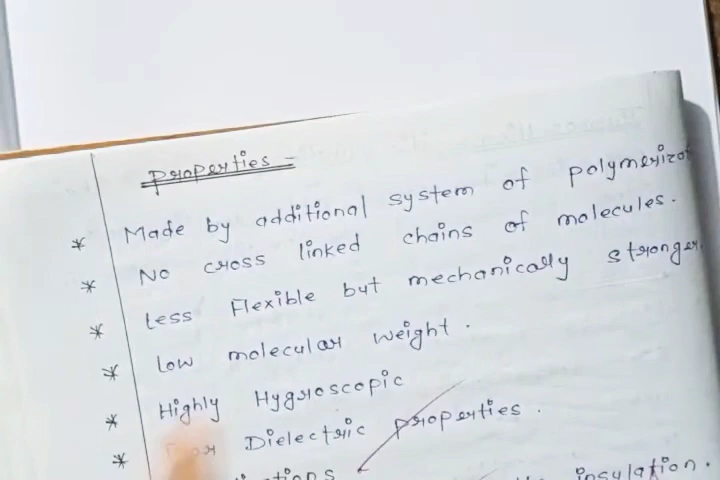 Properties -
* Made by additional system of polymerizat
* No cross linked chains of molecules.
* Less Flexible but mechanically stronger.
* Low molecular weight.
* Highly Hygroscopic
* Dielectric properties.
insulation.